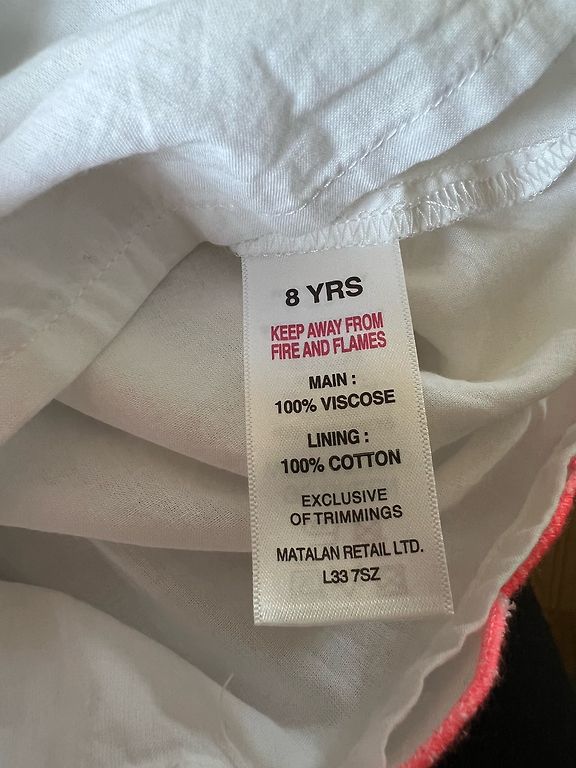 8 YRS
KEEP AWAY FROM
FIRE AND FLAMES
MAIN :
100% VISCOSE
LINING :
100% COTTON
EXCLUSIVE
OF TRIMMINGS
MATALAN RETAIL LTD.
L33 7SZ